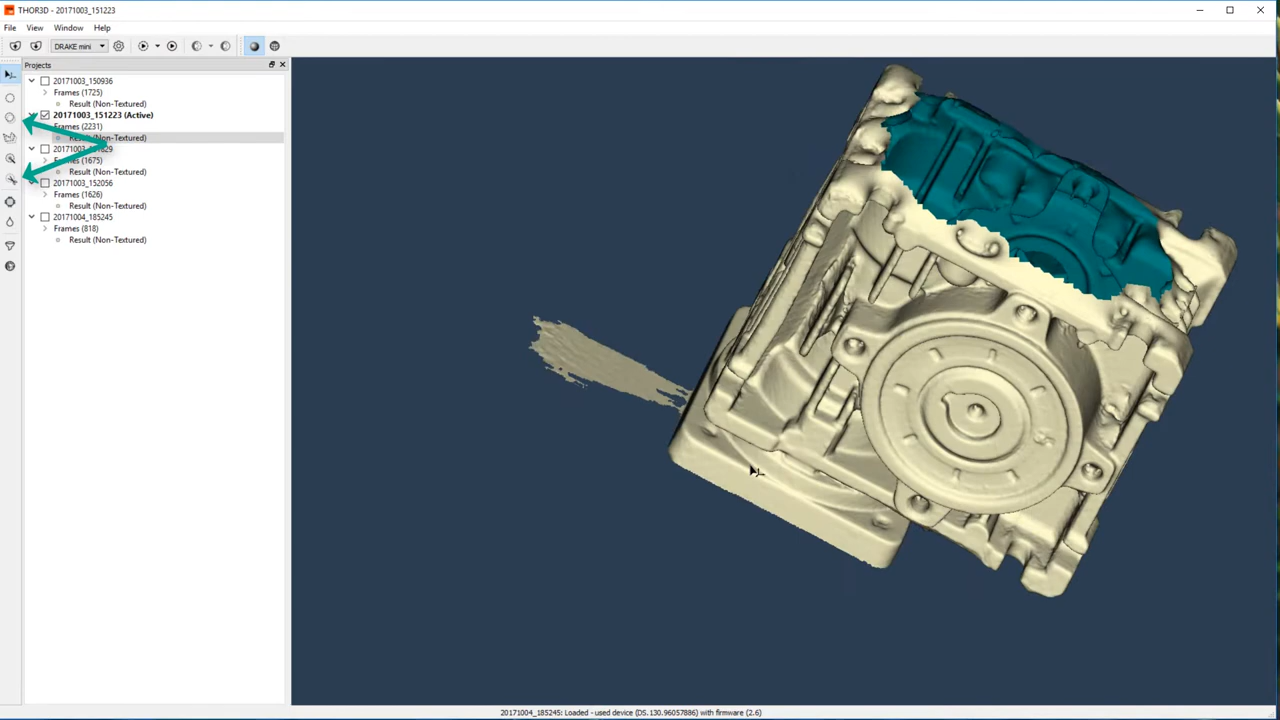 THOR3D - 20171003_151223
File View Window Help
DRAKE mini
Projects
20171003_150936
Frames (1725)
Result (Non-Textured)
20171003_151223 (Active)
Frames (2231)
Result (Non-Textured)
Frames (1675)
Result (Non-Textured)
20171003_152056
Frames (1626)
Result (Non-Textured)
20171004_185245
Frames (818)
Result (Non-Textured)
20171004_185245: Loaded - used device (DS.130.96057886) with firmware (2.6)